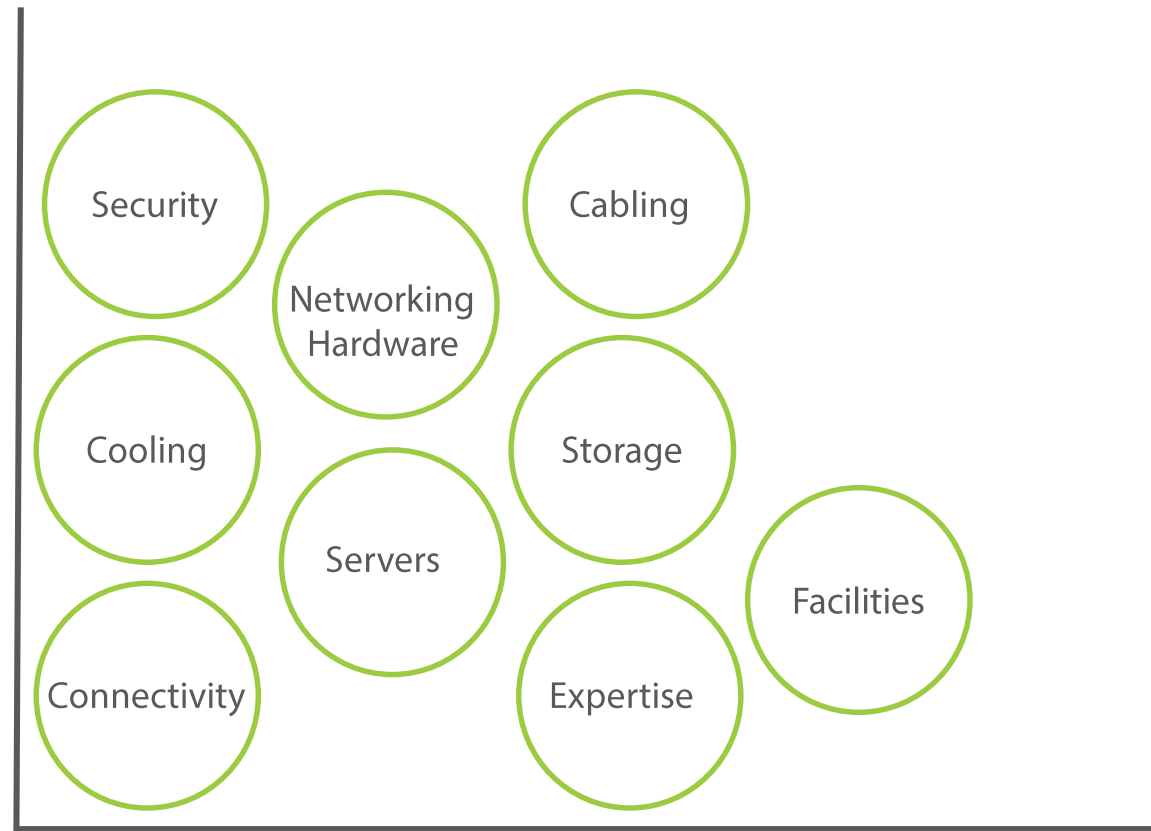 Security
Cabling
Networking
Hardware
Cooling
Storage
Servers
Facilities
Connectivity
Expertise